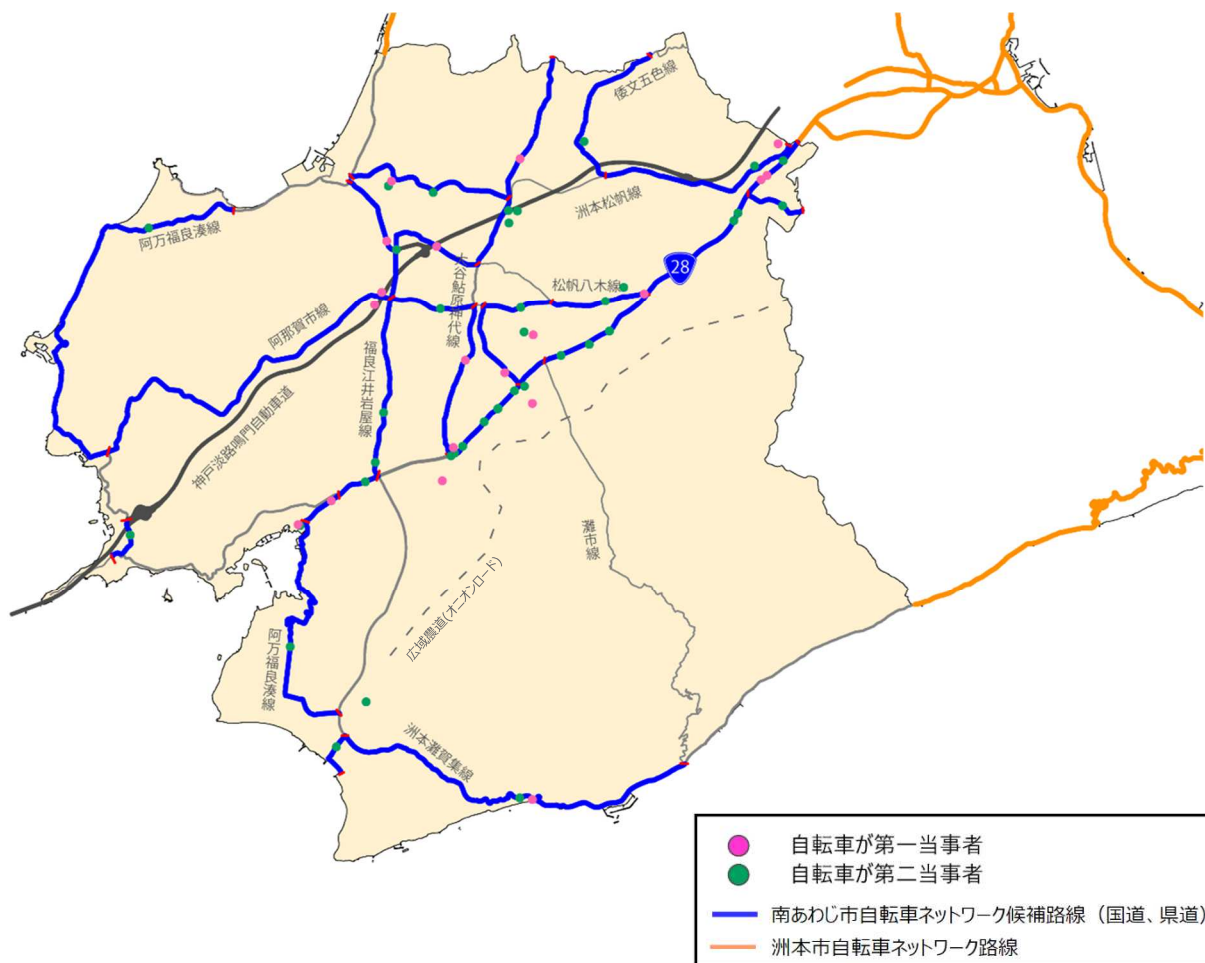 倭文五色線
阿万福良湊線
洲本松帆線
28
大谷鮎原神代線
松帆八木線
阿那賀市線
福良江井岩屋線
神戸淡路鳴門自動車道
灘市線
広域農道(オニオンロード)
阿万福良湊線
洲本灘賀集線
自転車が第一当事者
自転車が第二当事者
南あわじ市自転車ネットワーク候補路線（国道、県道）
洲本市自転車ネットワーク路線